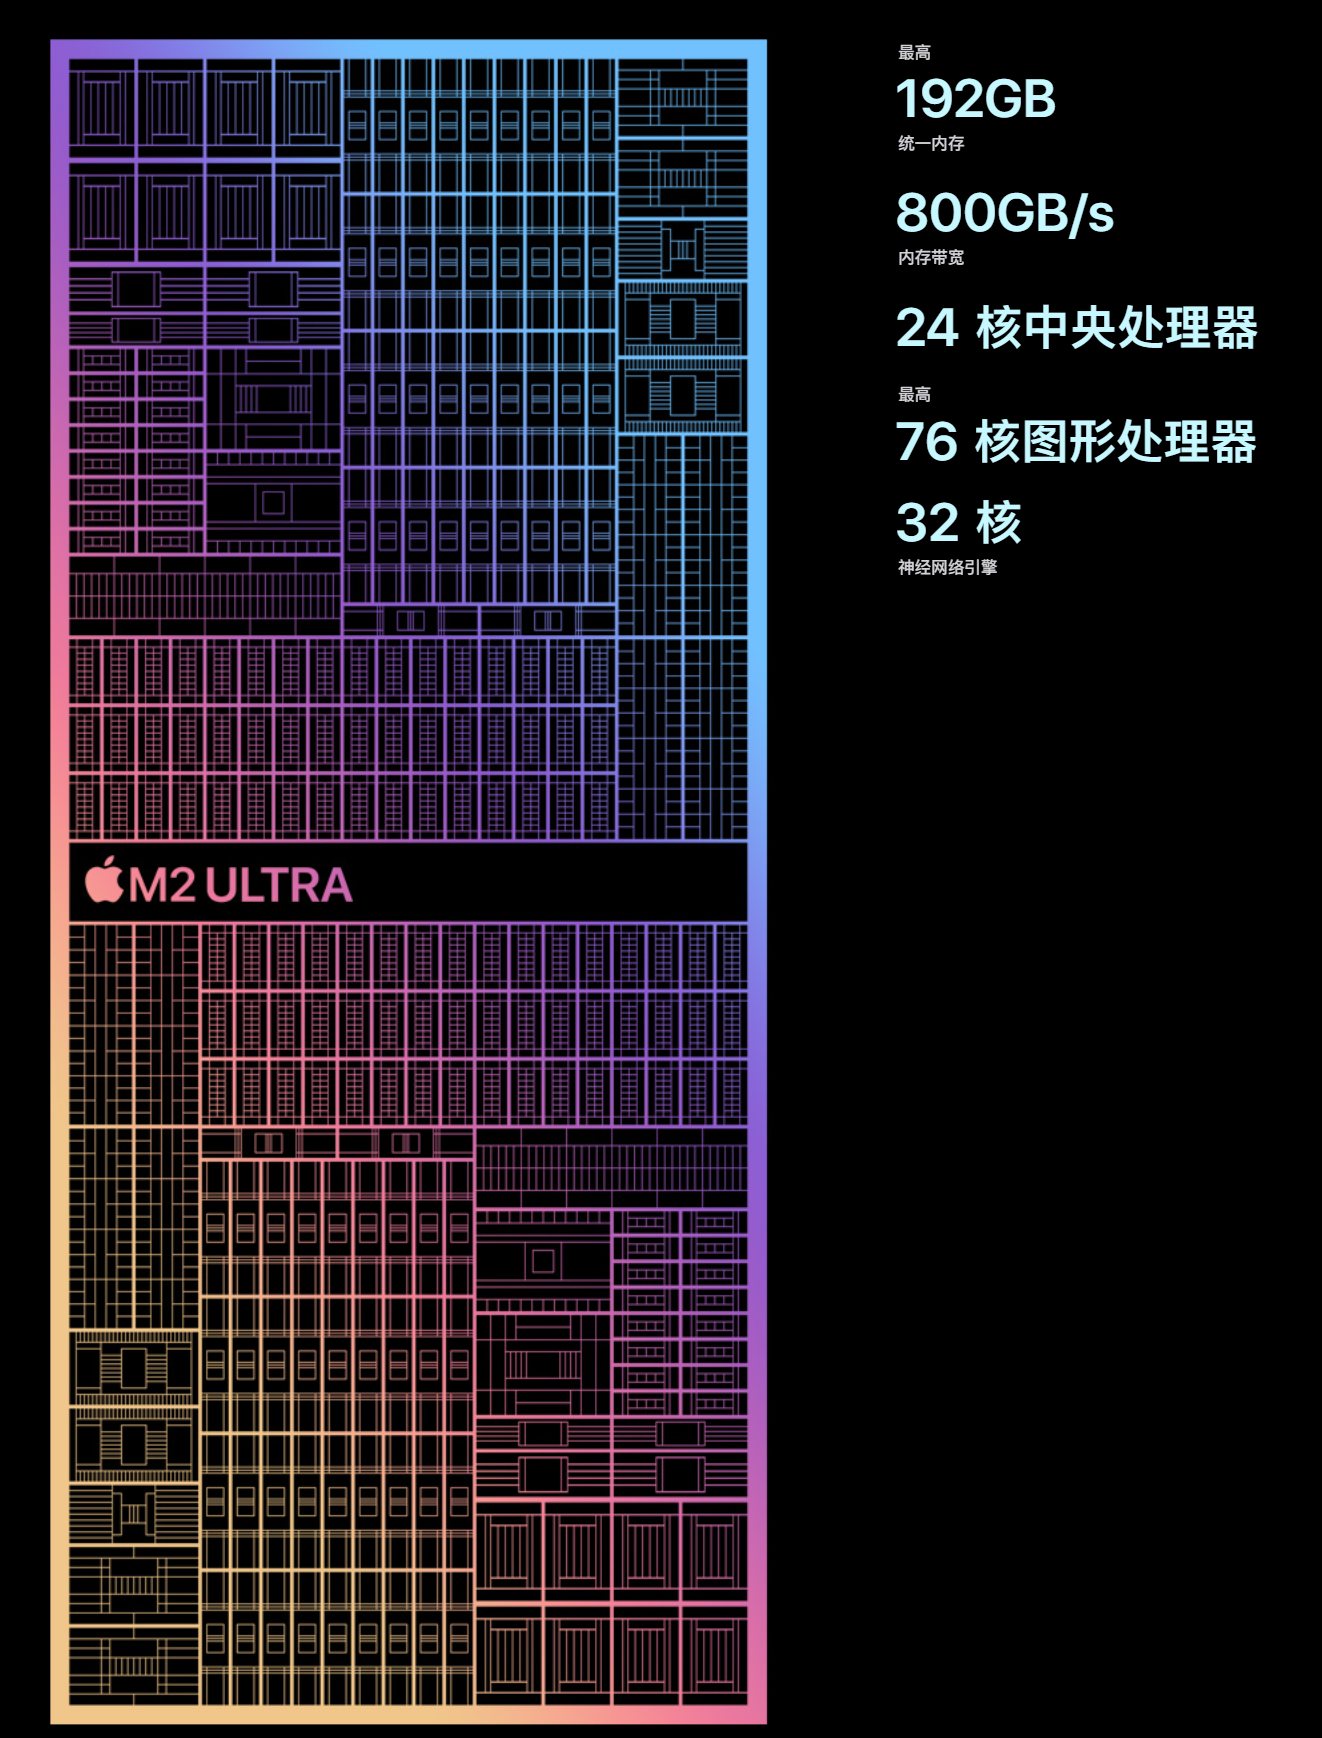 最高
192GB
统一内存
800GB/s
内存带宽
24 核中央处理器
最高
76 核图形处理器
32 核
神经网络引擎
M2 ULTRA